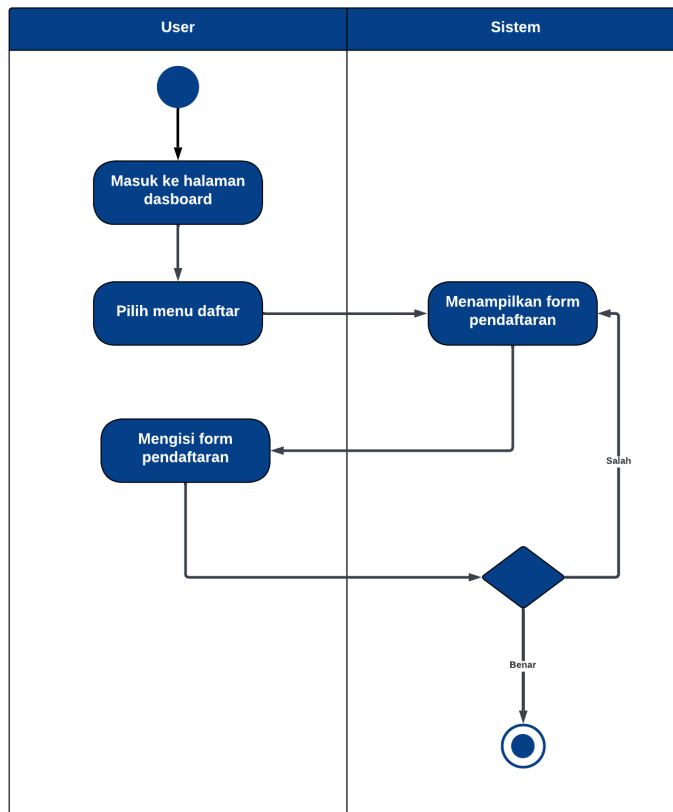 User
Sistem
Masuk ke halaman
dasboard
Pilih menu daftar
Menampilkan form
pendaftaran
Mengisi form
pendaftaran
Salah
Benar